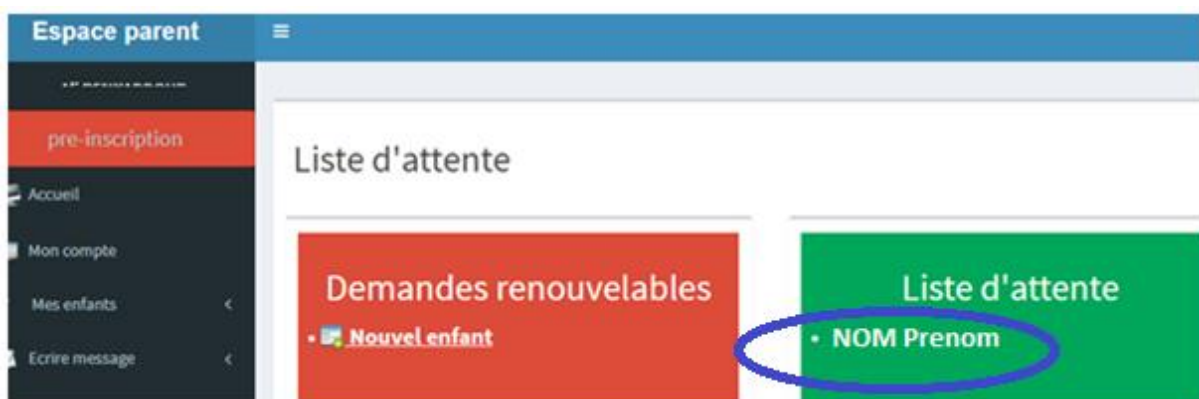 Espace parent
pre-inscription
Accueil
Mon compte
Mes enfants
Ecrire message
Liste d'attente
Demandes renouvelables
• Nouvel enfant
Liste d'attente
• NOM Prenom